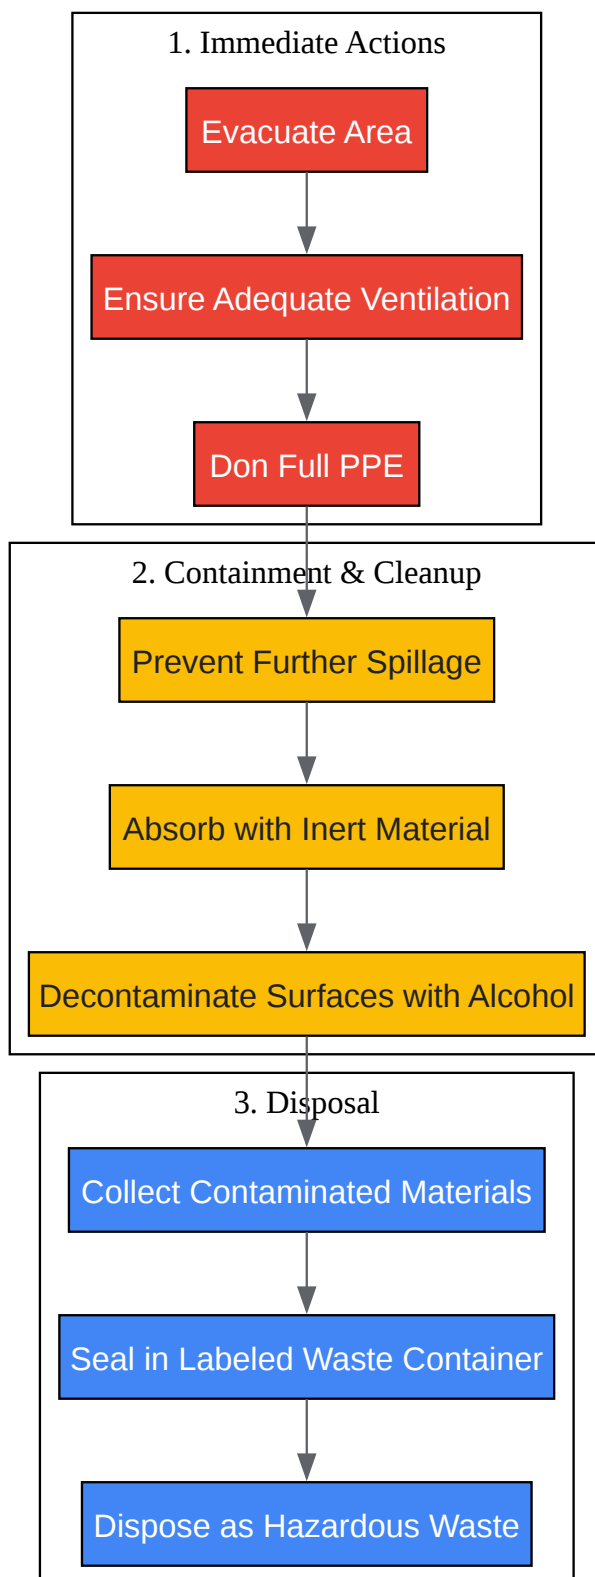 1. Immediate Actions
Evacuate Area
Ensure Adequate Ventilation
Don Full PPE
2. Containment & Cleanup
Prevent Further Spillage
Absorb with Inert Material
Decontaminate Surfaces with Alcohol
3. Disposal
Collect Contaminated Materials
Seal in Labeled Waste Container
Dispose as Hazardous Waste